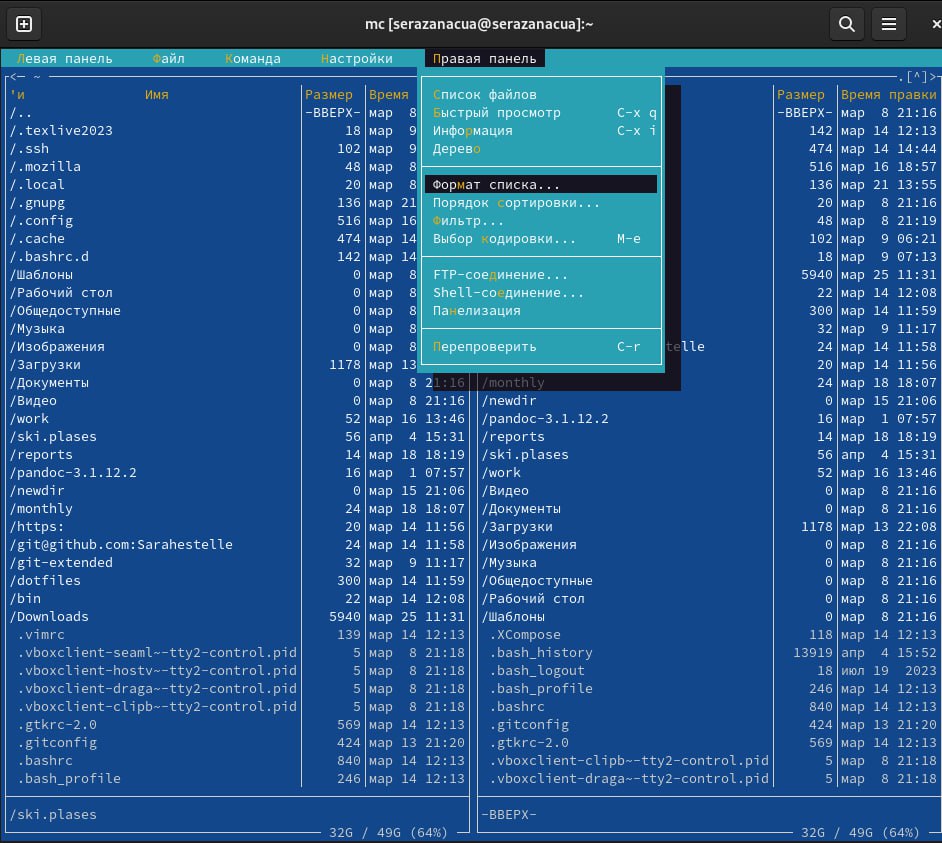 mc [serazanacua@serazanacua]:~
Левая панель Файл Команда Настройки Правая панель
<— ~ .[^]>
'и Имя Размер Время Размер Время правки
/.. -ВВЕРХ- мар 8 -ВВЕРХ- мар 8 21:16
/.texlive2023 18 мар 9 142 мар 14 12:13
/.ssh 102 мар 9 474 мар 14 14:44
/.mozilla 48 мар 8 516 мар 16 18:57
/.local 20 мар 8 136 мар 21 13:55
/.gnupg 136 мар 21 20 мар 8 21:16
/.config 516 мар 16 48 мар 8 21:19
/.cache 474 мар 14 102 мар 9 06:21
/.bashrc.d 142 мар 14 18 мар 9 07:13
/Шаблоны 0 мар 8 5940 мар 25 11:31
/Рабочий стол 0 мар 8 22 мар 14 12:08
/Общедоступные 0 мар 8 300 мар 14 11:59
/Музыка 0 мар 8 32 мар 9 11:17
/Изображения 0 мар 8 telle 24 мар 14 11:58
/Загрузки 1178 мар 13 20 мар 14 11:56
Список файлов
Быстрый просмотр C-x q
Информация C-x i
Дерево
Формат списка...
Порядок сортировки...
Фильтр...
Выбор кодировки... M-e
FTP-соединение...
Shell-соединение...
Панелизация
Перепроверить C-r
/Документы 0 мар 8 21:16 /monthly 24 мар 18 18:07
/Видео 0 мар 8 21:16 /newdir 0 мар 15 21:06
/work 52 мар 16 13:46 /pandoc-3.1.12.2 16 мар 1 07:57
/ski.plases 56 апр 4 15:31 /reports 14 мар 18 18:19
/reports 14 мар 18 18:19 /ski.plases 56 апр 4 15:31
/pandoc-3.1.12.2 16 мар 1 07:57 /work 52 мар 16 13:46
/newdir 0 мар 15 21:06 /Видео 0 мар 8 21:16
/monthly 24 мар 18 18:07 /Документы 0 мар 8 21:16
/https: 20 мар 14 11:56 /Загрузки 1178 мар 13 22:08
/git@github.com:Sarahestelle 24 мар 14 11:58 /Изображения 0 мар 8 21:16
/git-extended 32 мар 9 11:17 /Музыка 0 мар 8 21:16
/dotfiles 300 мар 14 11:59 /Общедоступные 0 мар 8 21:16
/bin 22 мар 14 12:08 /Рабочий стол 0 мар 8 21:16
/Downloads 5940 мар 25 11:31 /Шаблоны 0 мар 8 21:16
.vimrc 139 мар 14 12:13 .XCompose 118 мар 14 12:13
.vboxclient-seaml~-tty2-control.pid 5 мар 8 21:18 .bash_history 13919 апр 4 15:52
.vboxclient-hostv~-tty2-control.pid 5 мар 8 21:18 .bash_logout 18 июл 19 2023
.vboxclient-draga~-tty2-control.pid 5 мар 8 21:18 .bash_profile 246 мар 14 12:13
.vboxclient-clipb~-tty2-control.pid 5 мар 8 21:18 .bashrc 840 мар 14 12:13
.gtkrc-2.0 569 мар 14 12:13 .gitconfig 424 мар 13 21:20
.gitconfig 424 мар 13 21:20 .gtkrc-2.0 569 мар 14 12:13
.bashrc 840 мар 14 12:13 .vboxclient-clipb~-tty2-control.pid 5 мар 8 21:18
.bash_profile 246 мар 14 12:13 .vboxclient-draga~-tty2-control.pid 5 мар 8 21:18
/ski.plases -ВВЕРХ-
32G / 49G (64%) 32G / 49G (64%)